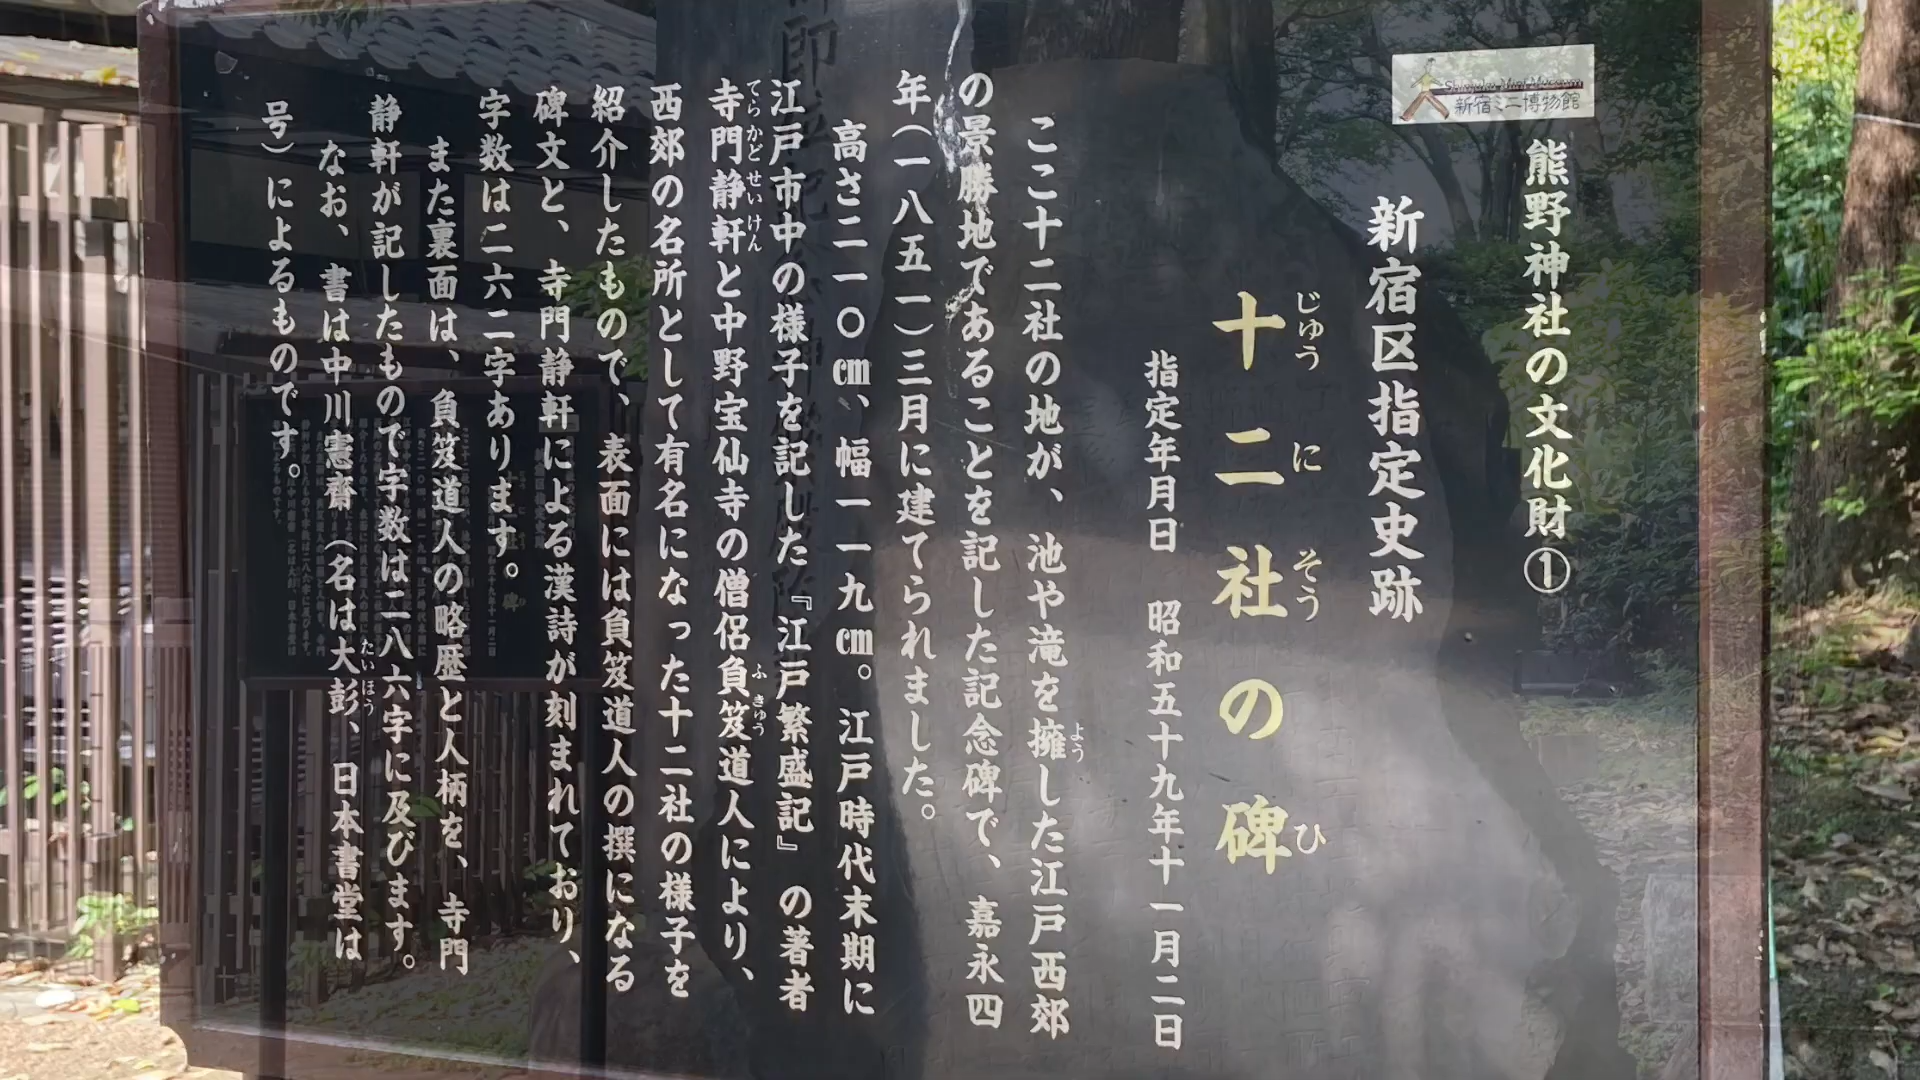 Shinjuku Mini Museum
新宿ミニ博物館
熊野神社の文化財①
新宿区指定史跡
十二社の碑
じゅうにそうのひ
指定年月日　昭和五十九年十一月二日
ここ十二社の地が、池や滝を擁した江戸西郊
よう
の景勝地であることを記した記念碑で、嘉永四
年(一八五一)三月に建てられました。
高さ二一〇㎝、幅一一九㎝。江戸時代末期に
江戸市中の様子を記した『江戸繁盛記』の著者
寺門静軒と中野宝仙寺の僧侶負笈道人により、
てらかどせいけん　ふきゅう
西郊の名所として有名になった十二社の様子を
紹介したもので、表面には負笈道人の撰になる
碑文と、寺門静軒による漢詩が刻まれており、
字数は二六二字あります。
また裏面は、負笈道人の略歴と人柄を、寺門
静軒が記したもので字数は二八六字に及びます。
なお、書は中川憲齊(名は大彭、日本書堂は
たいほう
号)によるものです。